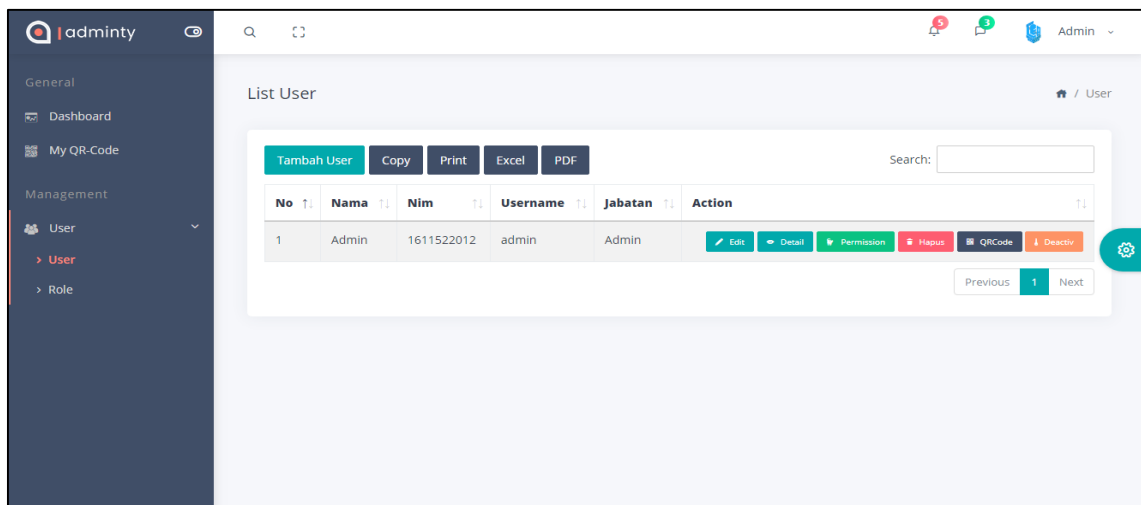 adminty
5
3
Admin
General
List User
/ User
Dashboard
My QR-Code
Tambah User Copy Print Excel PDF Search:
Management
No Nama Nim Username Jabatan Action
User
1 Admin 1611522012 admin Admin Edit Detail Permission Hapus QRCode Deactiv
> User
> Role
Previous 1 Next